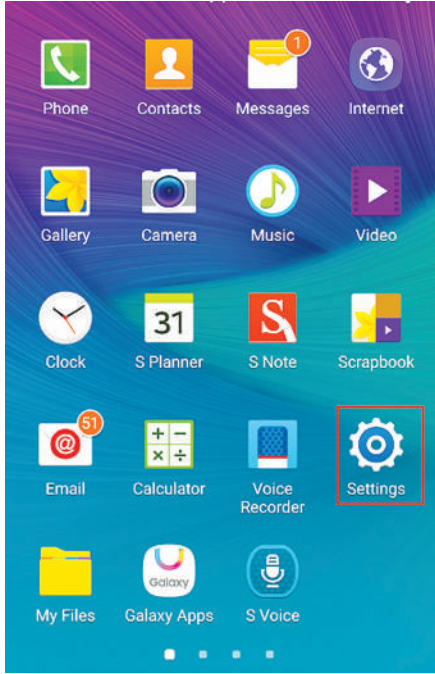 1
Phone Contacts Messages Internet
Gallery Camera Music Video
31
S
Clock S Planner S Note Scrapbook
51
@
+ −
× ÷
Email Calculator Voice Recorder Settings
Galaxy
My Files Galaxy Apps S Voice